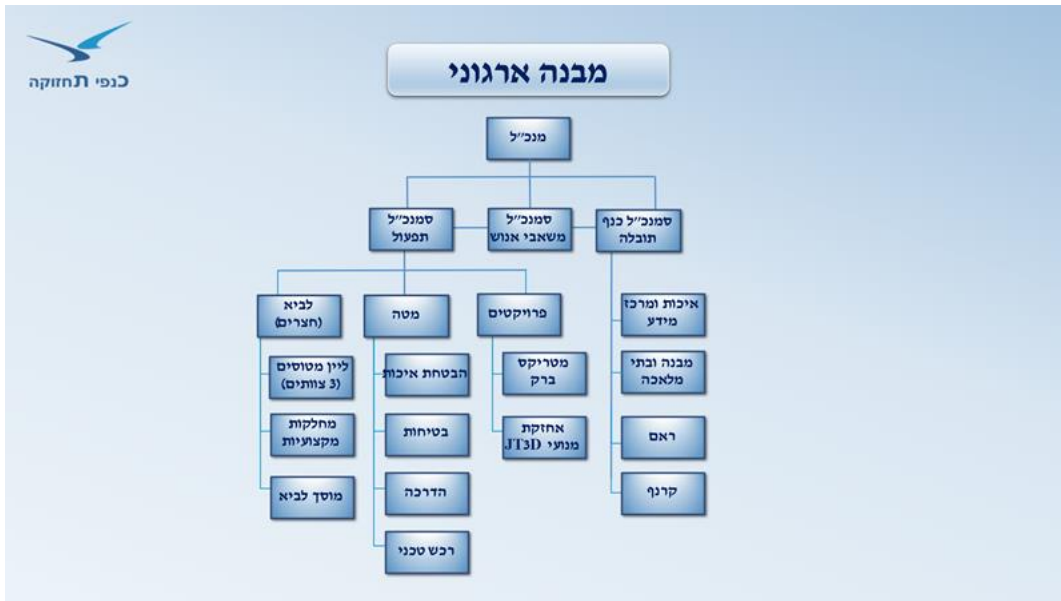 כנפי תחזוקה
מבנה ארגוני
מנכ״ל
סמנכ״ל כנף
תובלה
סמנכ״ל
משאבי אנוש
סמנכ״ל
תפעול
איכות ומרכז
מידע
מבנה ובתי
מלאכה
ראם
קרנף
פרויקטים
מטריקס
ברק
אחזקת
מנועי JT3D
מטה
הבטחת איכות
בטיחות
הדרכה
רכש טכני
לביא
(חצרים)
ליין מטוסים
(3 צוותים)
מחלקות
מקצועיות
מוסך לביא